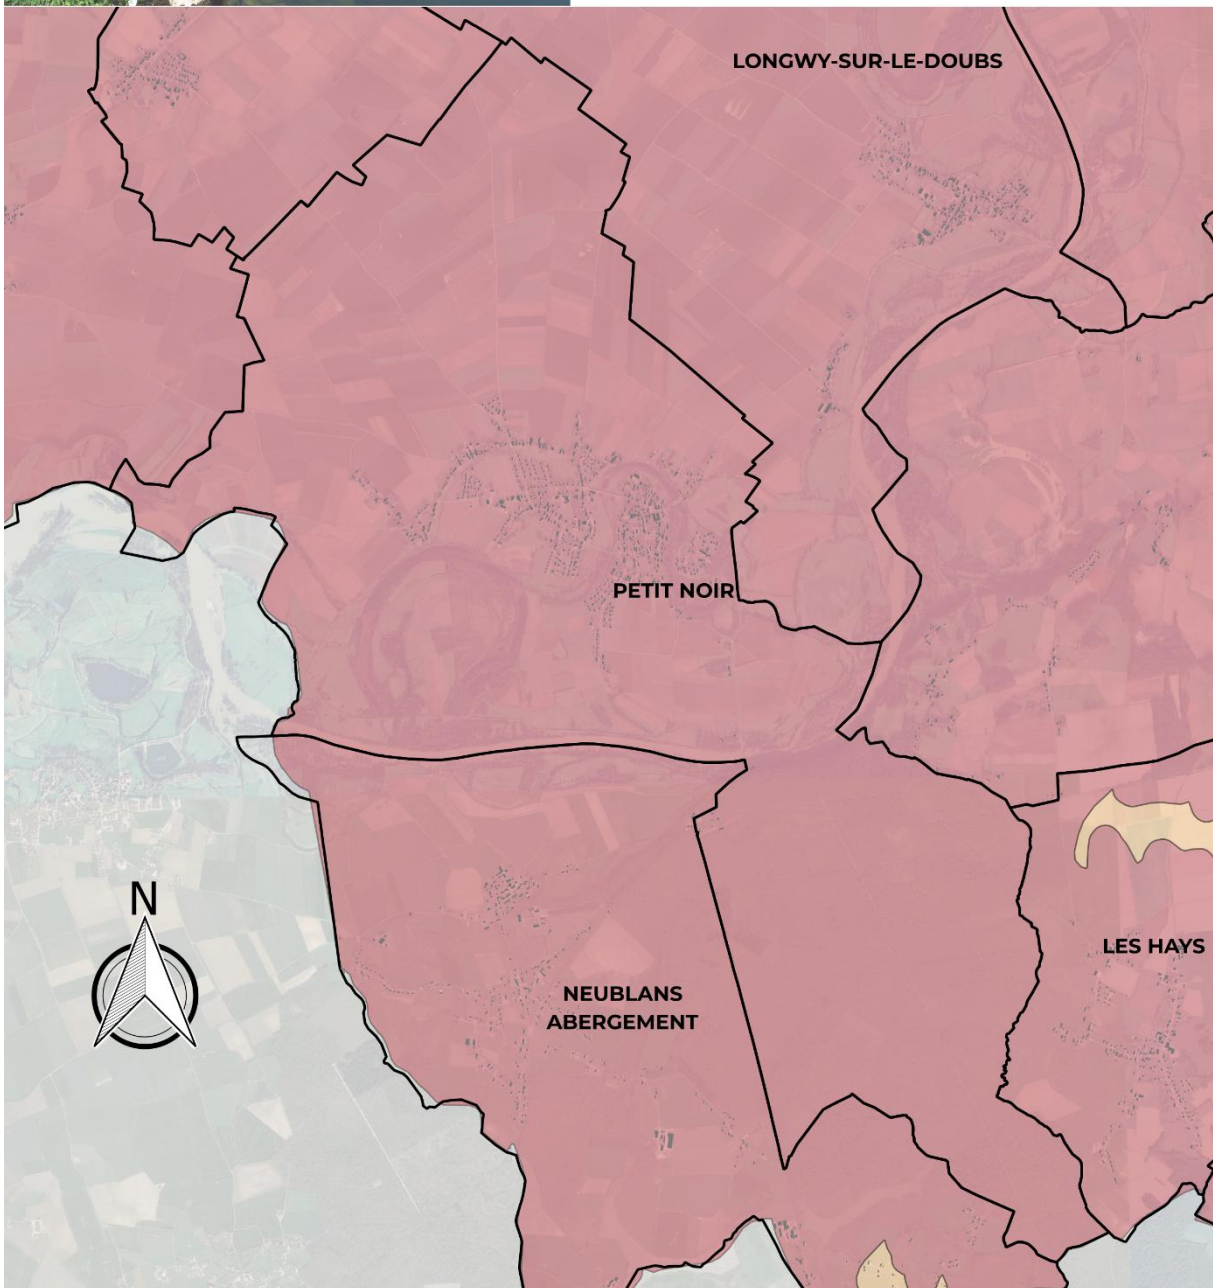 LONGWY-SUR-LE-DOUBS
PETIT NOIR
N
LES HAYS
NEUBLANS
ABERGEMENT